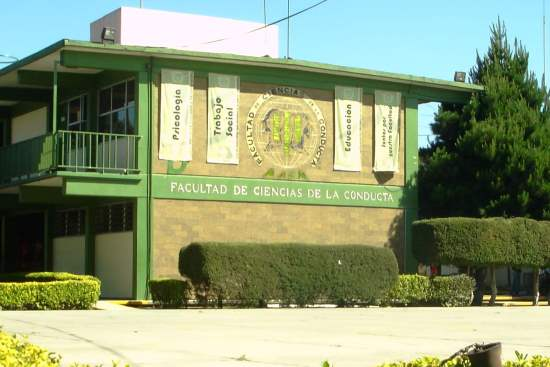 Psicología
Trabajo
Social
FACULTAD DE CIENCIAS DE LA CONDUCTA
Educación
FACULTAD DE CIENCIAS DE LA CONDUCTA